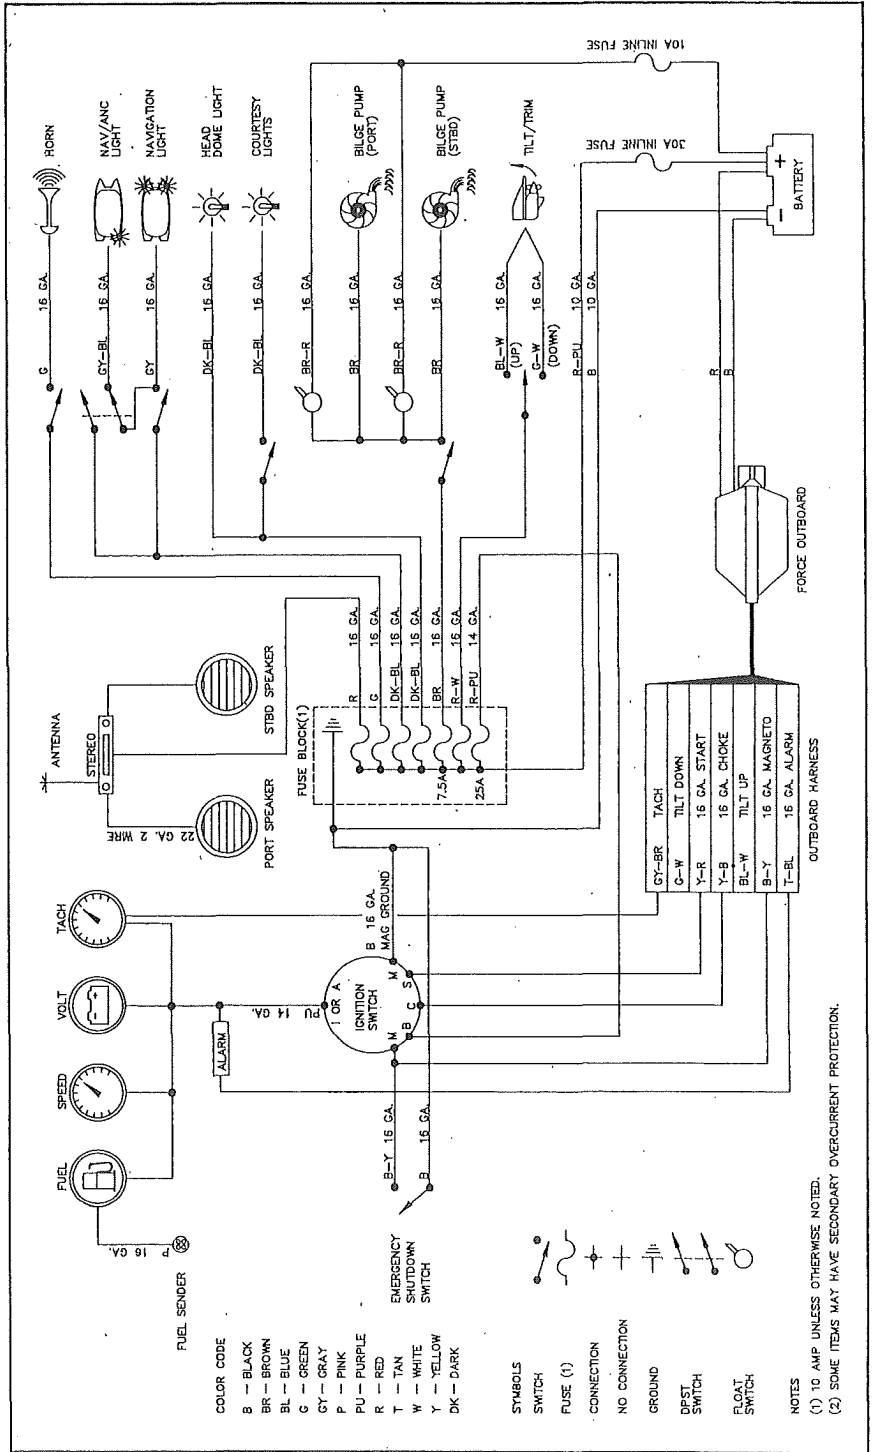 HORN
NAV/ANC
LIGHT
NAVIGATION
LIGHT
HEAD
DOME LIGHT
COURTESY
LIGHTS
BILGE PUMP
(PORT)
BILGE PUMP
(STBD)
TILT/TRIM
10A INLINE FUSE
30A INLINE FUSE
+
−
BATTERY
G 16 GA.
GY-BL 16 GA.
GY 16 GA.
DK-BL 16 GA.
DK-BL 16 GA.
BR-R 16 GA.
BR 16 GA.
BR-R 16 GA.
BR 16 GA.
BL-W 16 GA.
(UP)
G-W 16 GA.
(DOWN)
R-PU 10 GA.
B 10 GA.
R
B
ANTENNA
STEREO
STBD SPEAKER
PORT SPEAKER
22 GA. 2 WIRE
FUSE BLOCK(1)
R 16 GA.
G 16 GA.
DK-BL 16 GA.
DK-BL 16 GA.
BR 16 GA.
R-W 16 GA.
R-PU 14 GA.
7.5A
25A
FORCE OUTBOARD
FUEL
SPEED
VOLT
+ -
TACH
P 16 GA.
FUEL SENDER
ALARM
PU 14 GA.
I OR A
IGNITION
SWITCH
M B C S M
B 16 GA.
MAG GROUND
B-Y 16 GA.
B 16 GA.
EMERGENCY
SHUTDOWN
SWITCH
GY-BR TACH
G-W TILT DOWN
Y-R 16 GA. START
Y-B 16 GA. CHOKE
BL-W TILT UP
B-Y 16 GA. MAGNETO
T-BL 16 GA. ALARM
OUTBOARD HARNESS
COLOR CODE
B — BLACK
BR — BROWN
BL — BLUE
G — GREEN
GY — GRAY
P — PINK
PU — PURPLE
R — RED
T — TAN
W — WHITE
Y — YELLOW
DK — DARK
SYMBOLS
SWITCH
FUSE (1)
CONNECTION
NO CONNECTION
GROUND
DPST
SWITCH
FLOAT
SWITCH
NOTES
(1) 10 AMP UNLESS OTHERWISE NOTED.
(2) SOME ITEMS MAY HAVE SECONDARY OVERCURRENT PROTECTION.